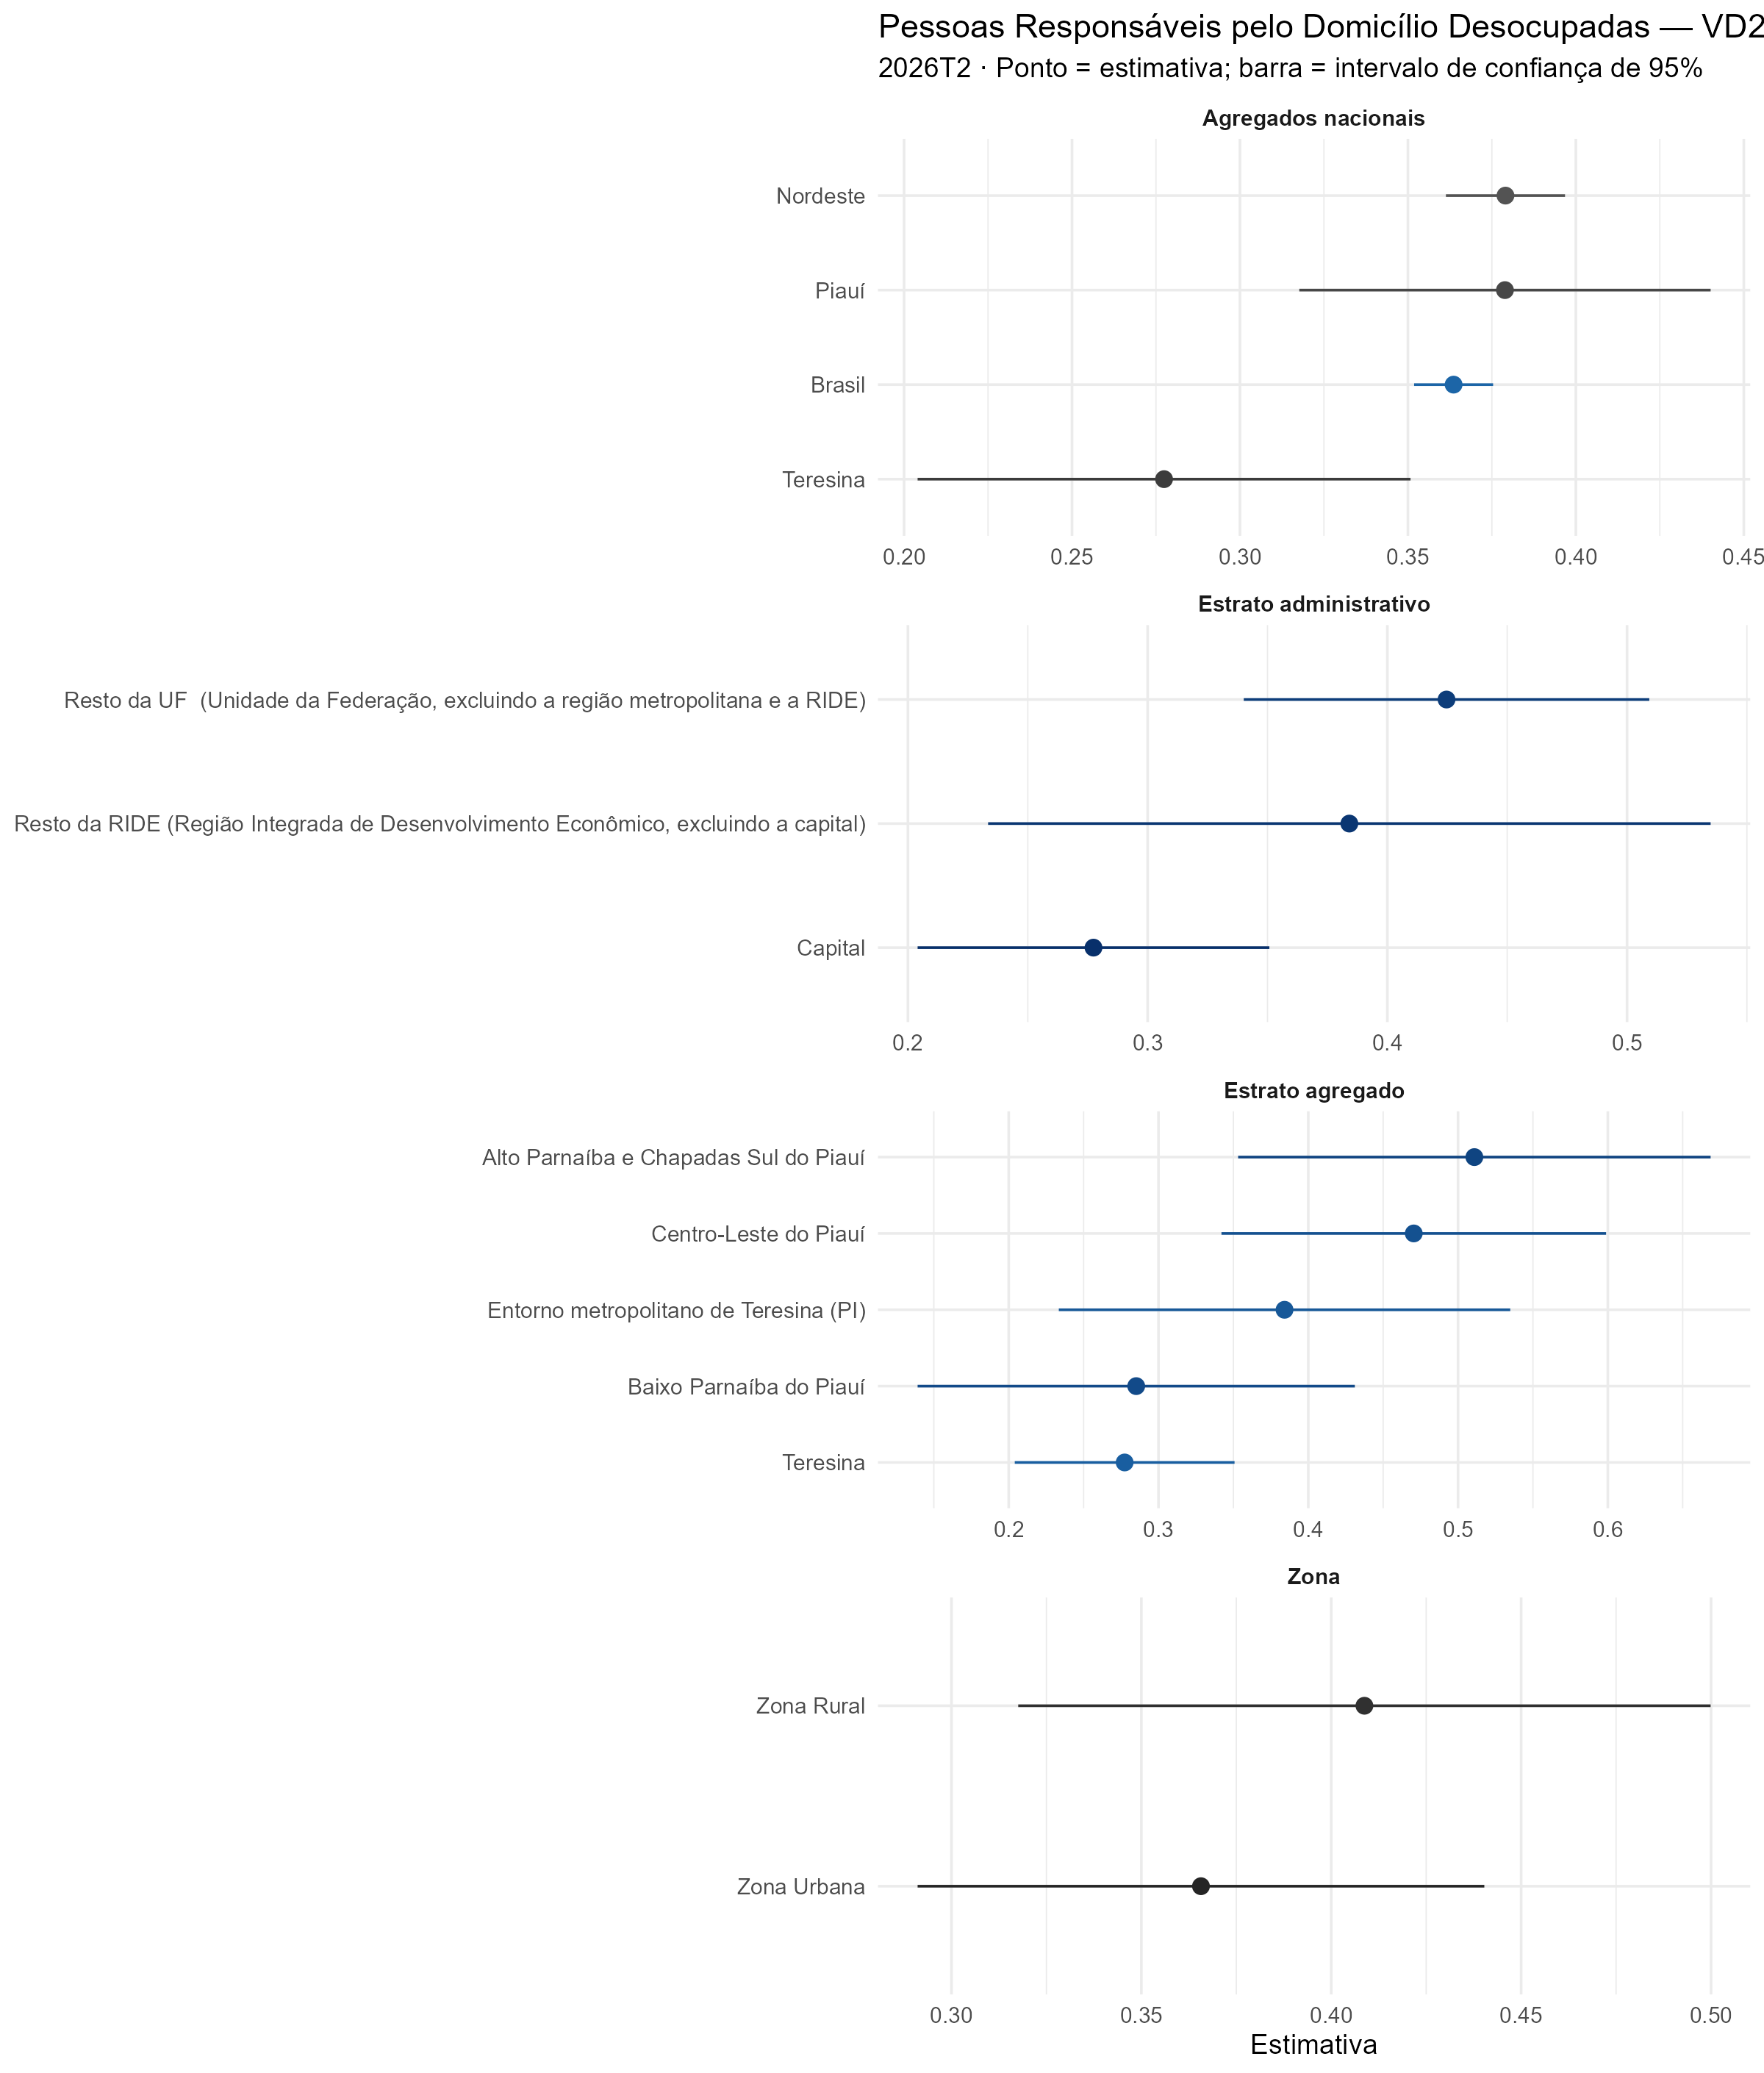 Pessoas Responsáveis pelo Domicílio Desocupadas — VD2
2026T2 · Ponto = estimativa; barra = intervalo de confiança de 95%
Agregados nacionais
Nordeste
Piauí
Brasil
Teresina
0.20 0.25 0.30 0.35 0.40 0.45
Estrato administrativo
Resto da UF  (Unidade da Federação, excluindo a região metropolitana e a RIDE)
Resto da RIDE (Região Integrada de Desenvolvimento Econômico, excluindo a capital)
Capital
0.2 0.3 0.4 0.5
Estrato agregado
Alto Parnaíba e Chapadas Sul do Piauí
Centro-Leste do Piauí
Entorno metropolitano de Teresina (PI)
Baixo Parnaíba do Piauí
Teresina
0.2 0.3 0.4 0.5 0.6
Zona
Zona Rural
Zona Urbana
0.30 0.35 0.40 0.45 0.50
Estimativa